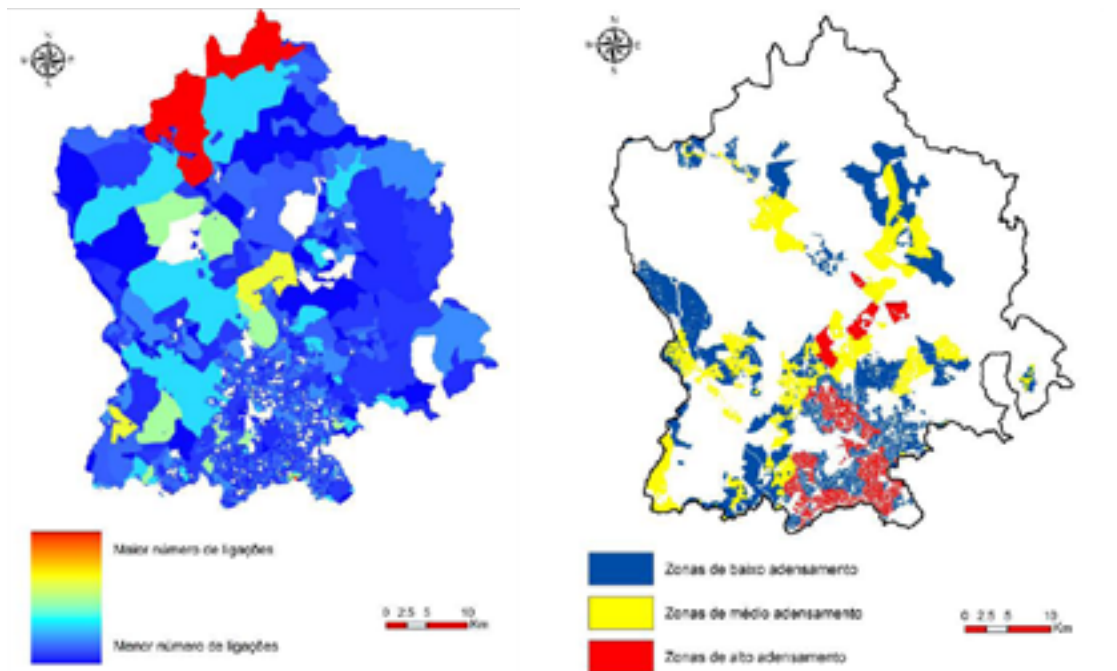 N
S
Maior número de ligações
Menor número de ligações
0 2.5 5 10
Km
N
E
S
Zonas de baixo adensamento
Zonas de médio adensamento
Zonas de alto adensamento
0 2.5 5 10
Km